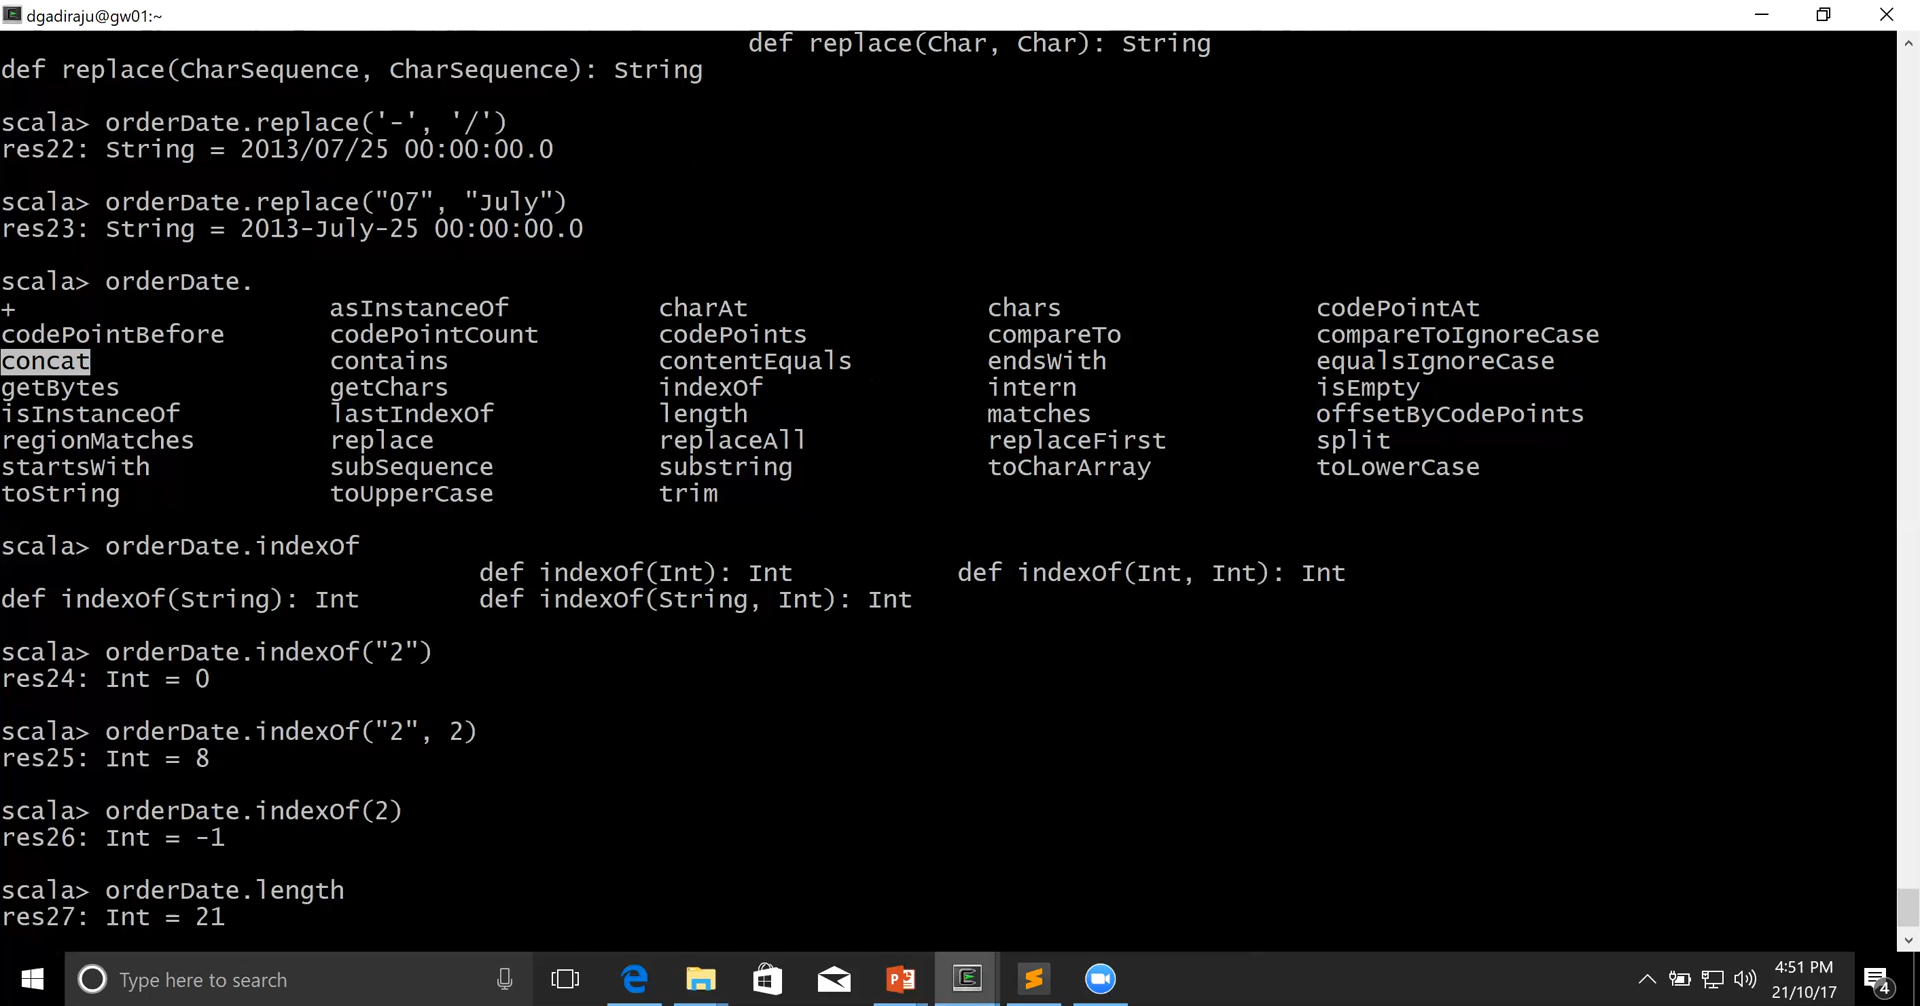 dgadiraju@gw01:~
def replace(Char, Char): String
def replace(CharSequence, CharSequence): String
scala> orderDate.replace('-', '/')
res22: String = 2013/07/25 00:00:00.0
scala> orderDate.replace("07", "July")
res23: String = 2013-July-25 00:00:00.0
scala> orderDate.
+ asInstanceOf charAt chars codePointAt
codePointBefore codePointCount codePoints compareTo compareToIgnoreCase
concat contains contentEquals endsWith equalsIgnoreCase
getBytes getChars indexOf intern isEmpty
isInstanceOf lastIndexOf length matches offsetByCodePoints
regionMatches replace replaceAll replaceFirst split
startsWith subSequence substring toCharArray toLowerCase
toString toUpperCase trim
scala> orderDate.indexOf
def indexOf(Int): Int def indexOf(Int, Int): Int
def indexOf(String): Int def indexOf(String, Int): Int
scala> orderDate.indexOf("2")
res24: Int = 0
scala> orderDate.indexOf("2", 2)
res25: Int = 8
scala> orderDate.indexOf(2)
res26: Int = -1
scala> orderDate.length
res27: Int = 21
Type here to search
4:51 PM
21/10/17
4